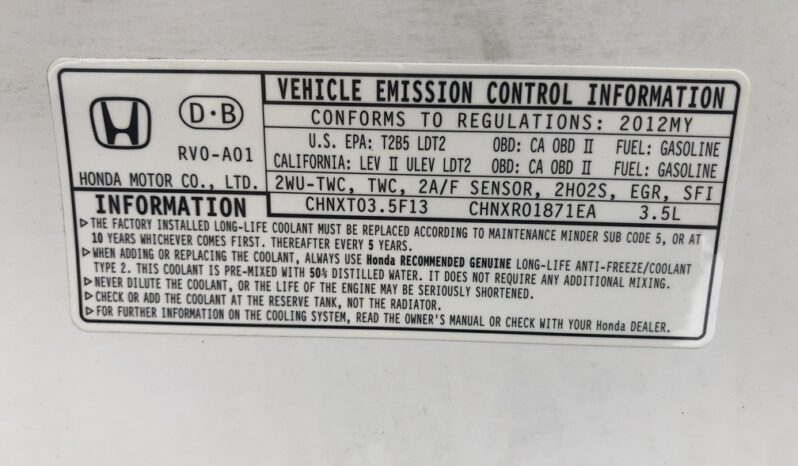 D·B
RV0-A01
HONDA MOTOR CO., LTD.
VEHICLE EMISSION CONTROL INFORMATION
CONFORMS TO REGULATIONS: 2012MY
U.S. EPA: T2B5 LDT2 OBD: CA OBD II FUEL: GASOLINE
CALIFORNIA: LEV II ULEV LDT2 OBD: CA OBD II FUEL: GASOLINE
2WU-TWC, TWC, 2A/F SENSOR, 2HO2S, EGR, SFI
CHNXT03.5F13 CHNXR01871EA 3.5L
INFORMATION
▷THE FACTORY INSTALLED LONG-LIFE COOLANT MUST BE REPLACED ACCORDING TO MAINTENANCE MINDER SUB CODE 5, OR AT
10 YEARS WHICHEVER COMES FIRST. THEREAFTER EVERY 5 YEARS.
▷WHEN ADDING OR REPLACING THE COOLANT, ALWAYS USE Honda RECOMMENDED GENUINE LONG-LIFE ANTI-FREEZE/COOLANT
TYPE 2. THIS COOLANT IS PRE-MIXED WITH 50% DISTILLED WATER. IT DOES NOT REQUIRE ANY ADDITIONAL MIXING.
▷NEVER DILUTE THE COOLANT, OR THE LIFE OF THE ENGINE MAY BE SERIOUSLY SHORTENED.
▷CHECK OR ADD THE COOLANT AT THE RESERVE TANK, NOT THE RADIATOR.
▷FOR FURTHER INFORMATION ON THE COOLING SYSTEM, READ THE OWNER'S MANUAL OR CHECK WITH YOUR Honda DEALER.